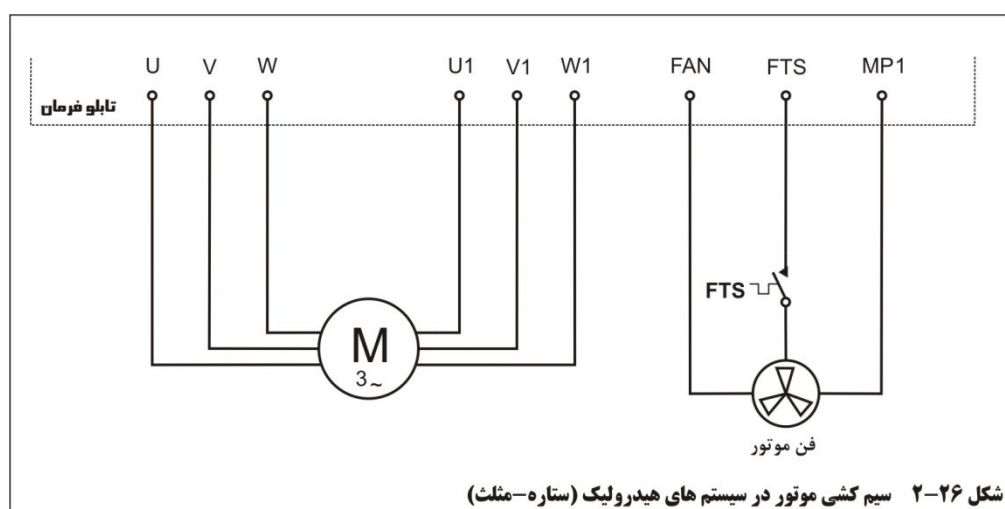 U V W U1 V1 W1 FAN FTS MP1
تابلو فرمان
FTS
M
3~
فن موتور
شکل ۲۶-۲ سیم کشی موتور در سیستم های هیدرولیک (ستاره-مثلث)